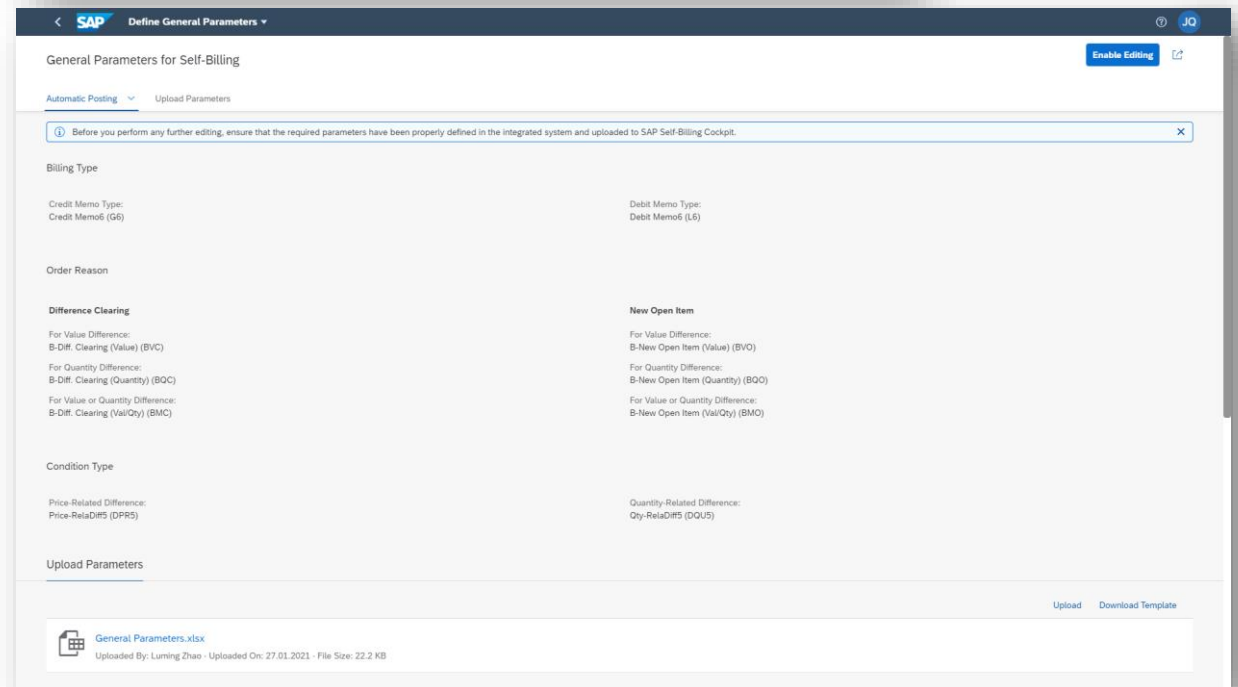 SAP Define General Parameters
JQ
General Parameters for Self-Billing
Enable Editing
Automatic Posting Upload Parameters
Before you perform any further editing, ensure that the required parameters have been properly defined in the integrated system and uploaded to SAP Self-Billing Cockpit.
Billing Type
Credit Memo Type: Debit Memo Type:
Credit Memo6 (G6) Debit Memo6 (L6)
Order Reason
Difference Clearing New Open Item
For Value Difference: For Value Difference:
B-Diff. Clearing (Value) (BVC) B-New Open Item (Value) (BVO)
For Quantity Difference: For Quantity Difference:
B-Diff. Clearing (Quantity) (BQC) B-New Open Item (Quantity) (BQO)
For Value or Quantity Difference: For Value or Quantity Difference:
B-Diff. Clearing (Val/Qty) (BMC) B-New Open Item (Val/Qty) (BMO)
Condition Type
Price-Related Difference: Quantity-Related Difference:
Price-RelaDiff5 (DPR5) Qty-RelaDiff5 (DQU5)
Upload Parameters
Upload Download Template
General Parameters.xlsx
Uploaded By: Luming Zhao - Uploaded On: 27.01.2021 - File Size: 22.2 KB